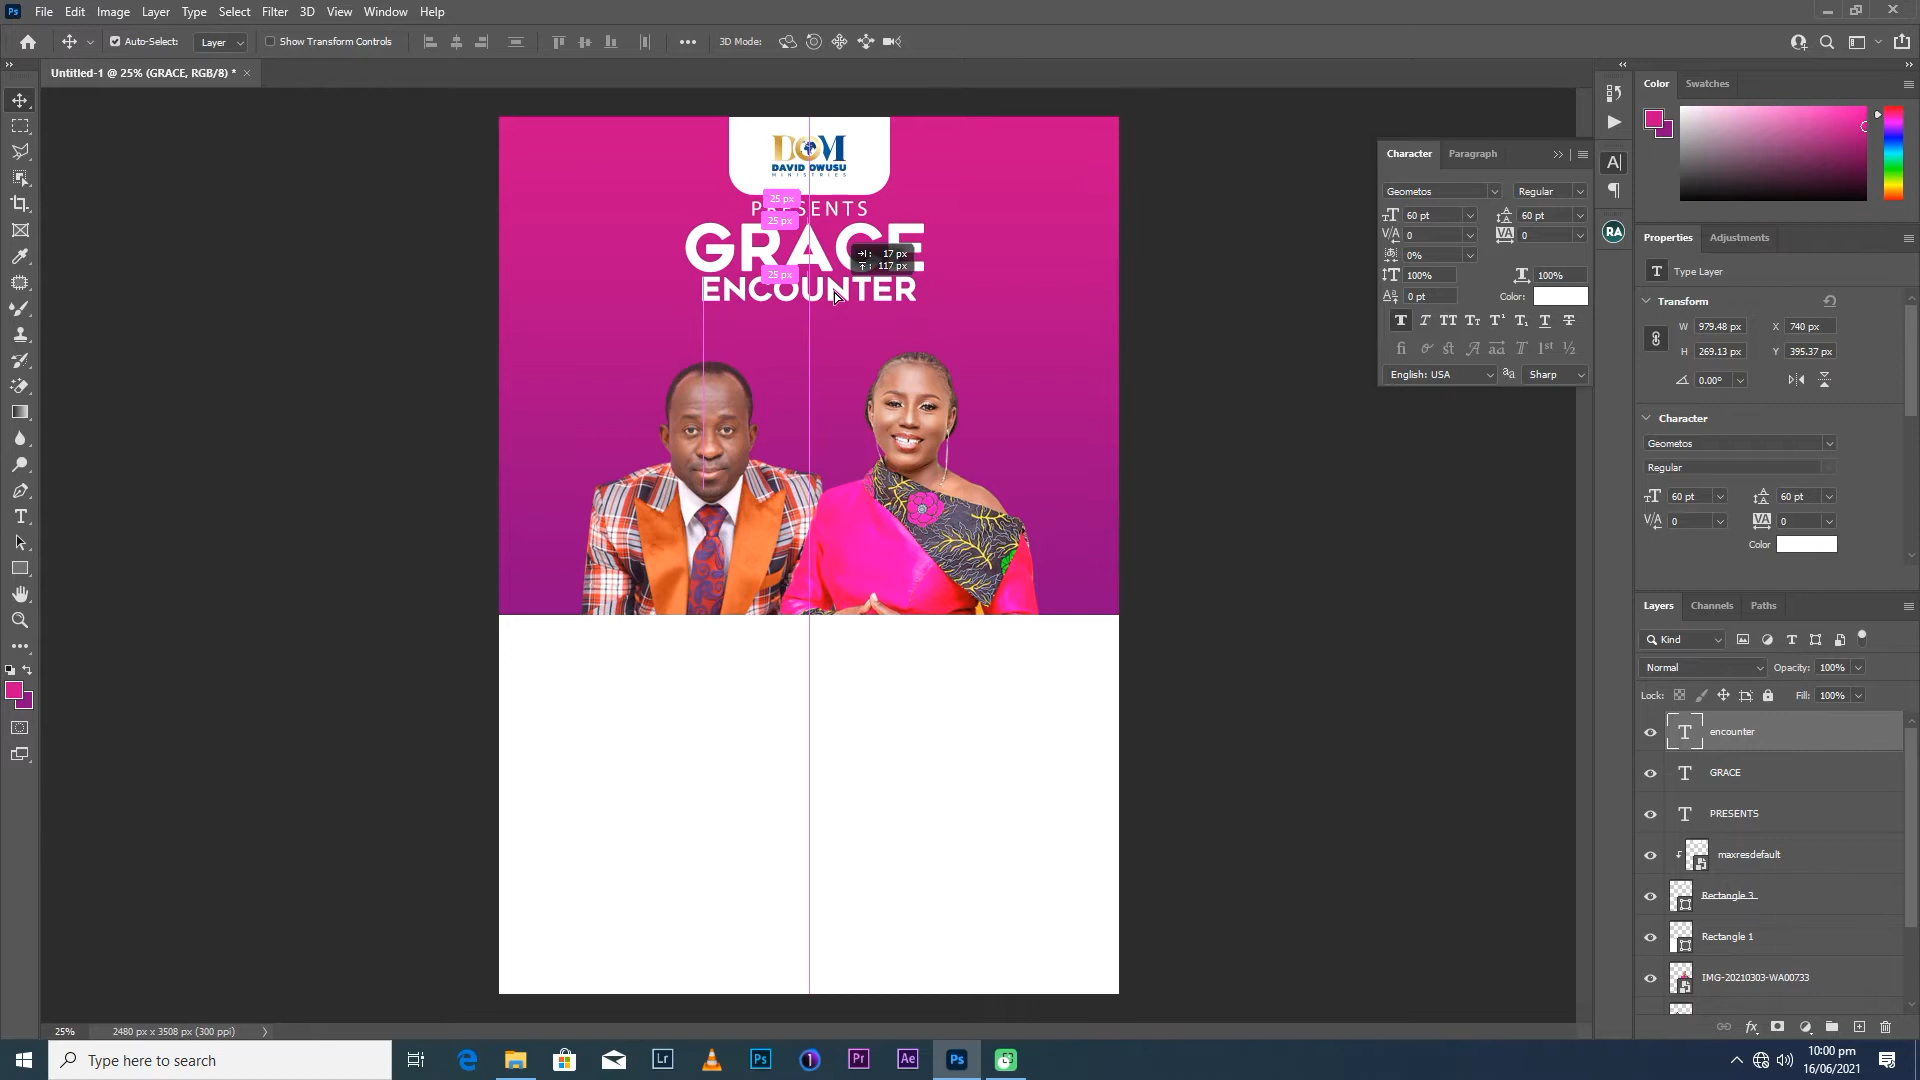 Ps File Edit Image Layer Type Select Filter 3D View Window Help
Auto-Select: Layer Show Transform Controls 3D Mode:
Untitled-1 @ 25% (GRACE, RGB/8) *
DOM
DAVID OWUSU
MINISTRIES
25 px
PRESENTS
25 px
GRACE
17 px
117 px
25 px
ENCOUNTER
Character Paragraph
Geometos Regular
60 pt 60 pt
0 0
0%
100% 100%
0 pt Color:
English: USA Sharp
RA
Color Swatches
Properties Adjustments
Type Layer
Transform
W 979.48 px X 740 px
H 269.13 px Y 395.37 px
0.00°
Character
Geometos
Regular
60 pt 60 pt
0 0
Color
Layers Channels Paths
Kind
Normal Opacity: 100%
Lock: Fill: 100%
encounter
GRACE
PRESENTS
maxresdefault
Rectangle 3
Rectangle 1
IMG-20210303-WA00733
25% 2480 px x 3508 px (300 ppi)
Type here to search
Lrc Ps Pr Ae Ps
10:00 pm
16/06/2021